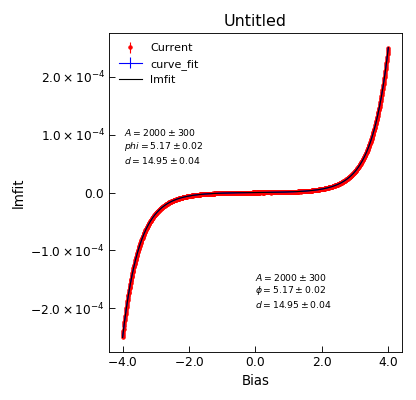 Untitled
Current
curve_fit
lmfit
2.0 × 10⁻⁴
1.0 × 10⁻⁴
0.0
−1.0 × 10⁻⁴
−2.0 × 10⁻⁴
A = 2000 ± 300
phi = 5.17 ± 0.02
d = 14.95 ± 0.04
A = 2000 ± 300
ϕ = 5.17 ± 0.02
d = 14.95 ± 0.04
lmfit
−4.0 −2.0 0.0 2.0 4.0
Bias